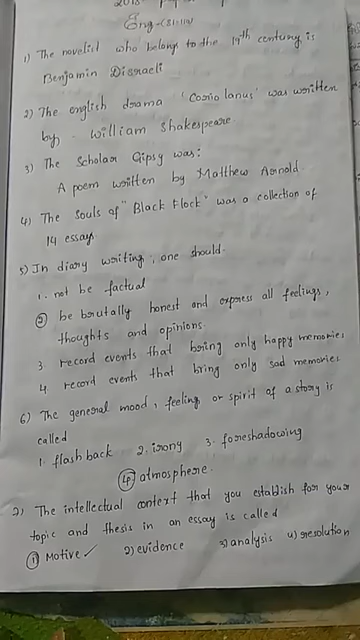 2018
Eng-(81-110)
1) The novelist who belongs to the 19th century is
Benjamin Disraeli
2) The english drama 'Corio lanus' was written
by, - William Shakespeare.
3) The Scholar Gipsy was:
A poem written by Matthew Arnold.
4) The Souls of "Black Flock" was a collection of
14 essays
5) In diary writing, one should.
1. not be factual
2) be brutally honest and express all feelings,
thoughts and opinions
3 record events that bring only happy memories
4. record events that bring only sad memories.
6) The general mood, feeling or spirit of a story is
called
1. flash back 2. irony 3. foreshadowing
4) atmosphere.
7) The intellectual context that you establish for your
topic and thesis in an essay is called
1) Motive ✓ 2) evidence 3) analysis 4) resolution